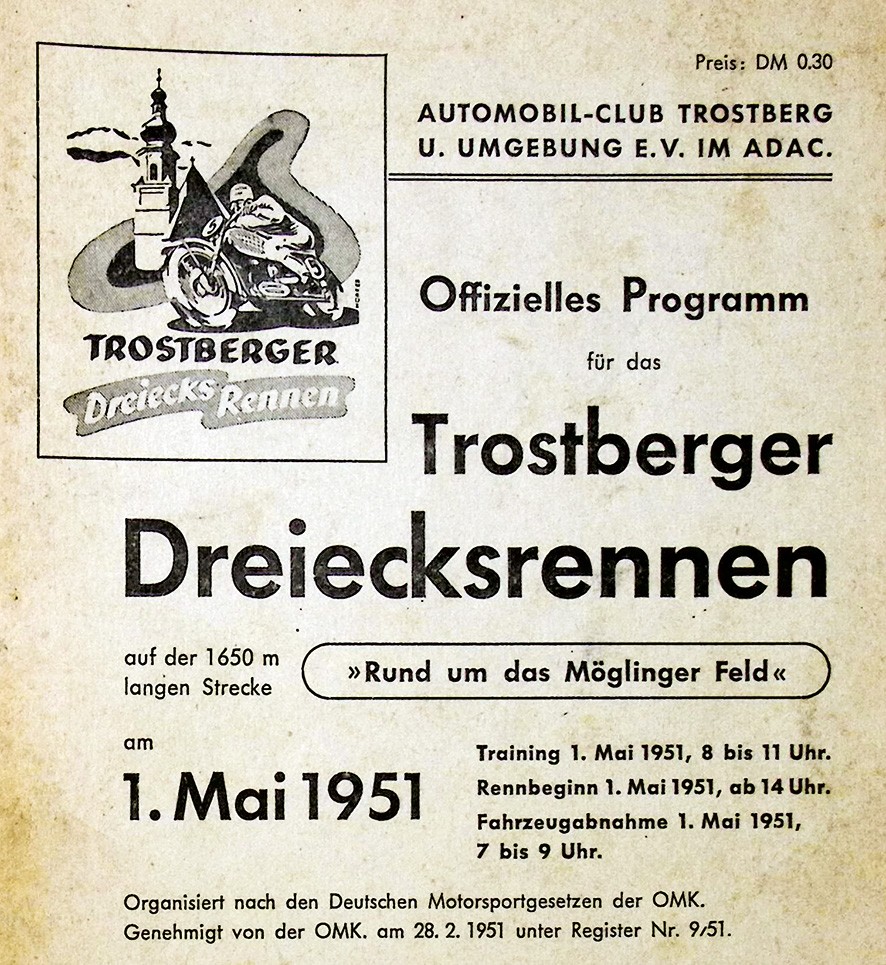 Preis: DM 0.30
AUTOMOBIL-CLUB TROSTBERG
U. UMGEBUNG E.V. IM ADAC.
5
5
TROSTBERGER
Dreiecks Rennen
Offizielles Programm
für das
Trostberger
Dreiecksrennen
auf der 1650 m
langen Strecke
»Rund um das Möglinger Feld«
am
1. Mai 1951
Training 1. Mai 1951, 8 bis 11 Uhr.
Rennbeginn 1. Mai 1951, ab 14 Uhr.
Fahrzeugabnahme 1. Mai 1951,
7 bis 9 Uhr.
Organisiert nach den Deutschen Motorsportgesetzen der OMK.
Genehmigt von der OMK. am 28. 2. 1951 unter Register Nr. 9/51.